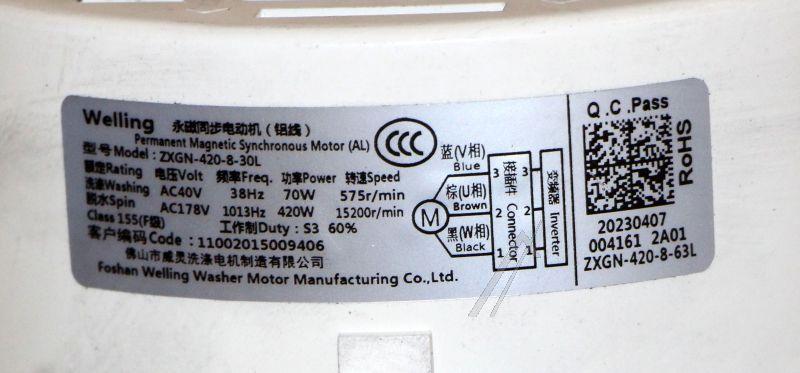 Welling 永磁同步电动机（铝线）
Permanent Magnetic Synchronous Motor (AL)
型号Model: ZXGN-420-8-30L
额定Rating 电压Volt 频率Freq. 功率Power 转速Speed
洗涤Washing AC40V 38Hz 70W 575r/min
脱水Spin AC178V 1013Hz 420W 15200r/min
Class 155(F级) 工作制Duty: S3 60%
客户编码Code: 11002015009406
佛山市威灵洗涤电机制造有限公司
Foshan Welling Washer Motor Manufacturing Co.,Ltd.
CCC
蓝(V相)
Blue
棕(U相)
Brown
黑(W相)
Black
M
3 3
2 2
1 1
接插件 Connector
变频器 Inverter
Q.C.Pass
RoHS
20230407
004161 2A01
ZXGN-420-8-63L